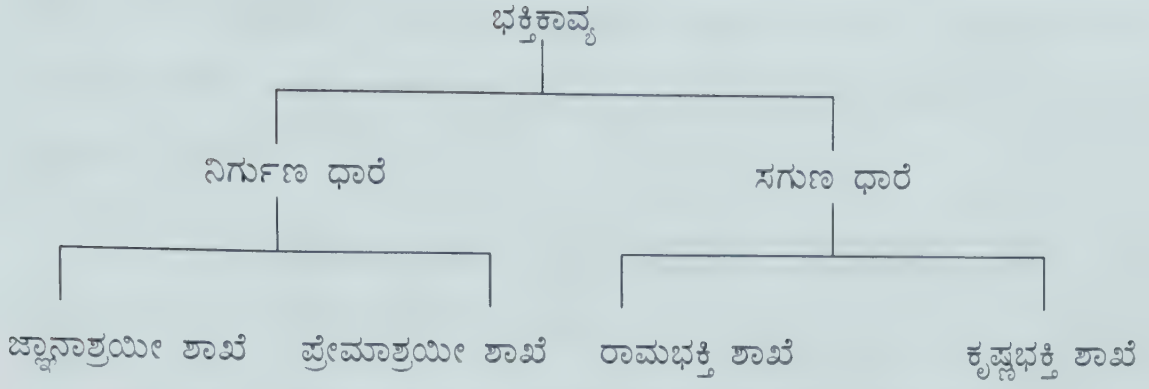 ಭಕ್ತಿಕಾವ್ಯ
ನಿರ್ಗುಣ ಧಾರೆ ಸಗುಣ ಧಾರೆ
ಜ್ಞಾನಾಶ್ರಯೀ ಶಾಖೆ ಪ್ರೇಮಾಶ್ರಯೀ ಶಾಖೆ ರಾಮಭಕ್ತಿ ಶಾಖೆ ಕೃಷ್ಣಭಕ್ತಿ ಶಾಖೆ